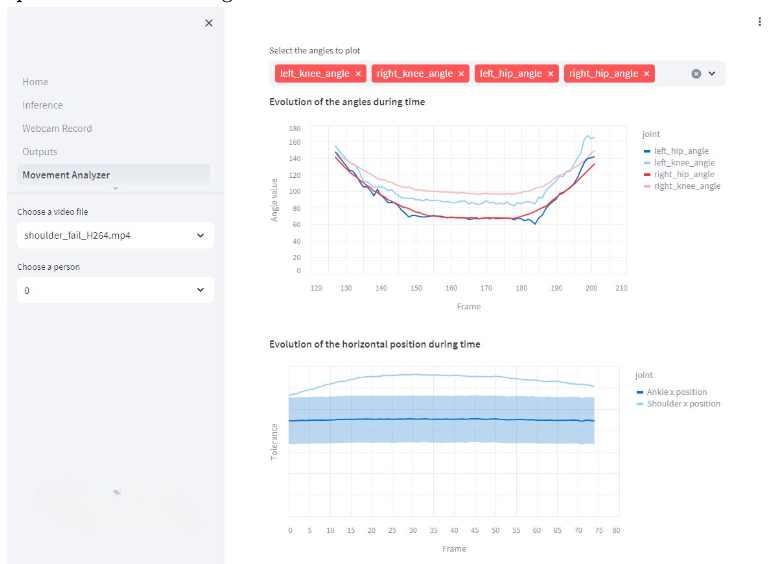 ×
Home
Inference
Webcam Record
Outputs
Movement Analyzer
Choose a video file
shoulder_fail_H264.mp4
Choose a person
0
Select the angles to plot
left_knee_angle × right_knee_angle × left_hip_angle × right_hip_angle ×
Evolution of the angles during time
180
160
140
120
100
80
60
40
20
0
Angle value
120 130 140 150 160 170 180 190 200 210
Frame
joint
left_hip_angle
left_knee_angle
right_hip_angle
right_knee_angle
Evolution of the horizontal position during time
Tolerance
0 5 10 15 20 25 30 35 40 45 50 55 60 65 70 75 80
Frame
joint
Ankle x position
Shoulder x position